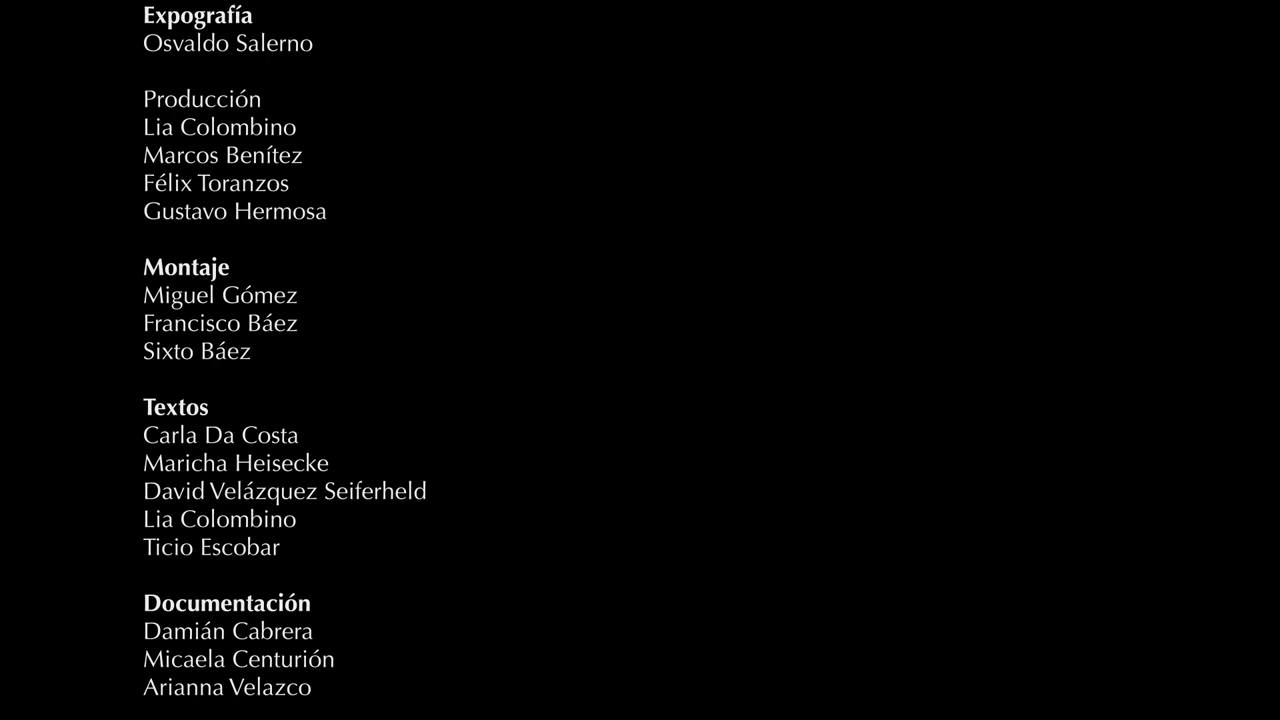 Expografía
Osvaldo Salerno
Producción
Lia Colombino
Marcos Benítez
Félix Toranzos
Gustavo Hermosa
Montaje
Miguel Gómez
Francisco Báez
Sixto Báez
Textos
Carla Da Costa
Maricha Heisecke
David Velázquez Seiferheld
Lia Colombino
Ticio Escobar
Documentación
Damián Cabrera
Micaela Centurión
Arianna Velazco